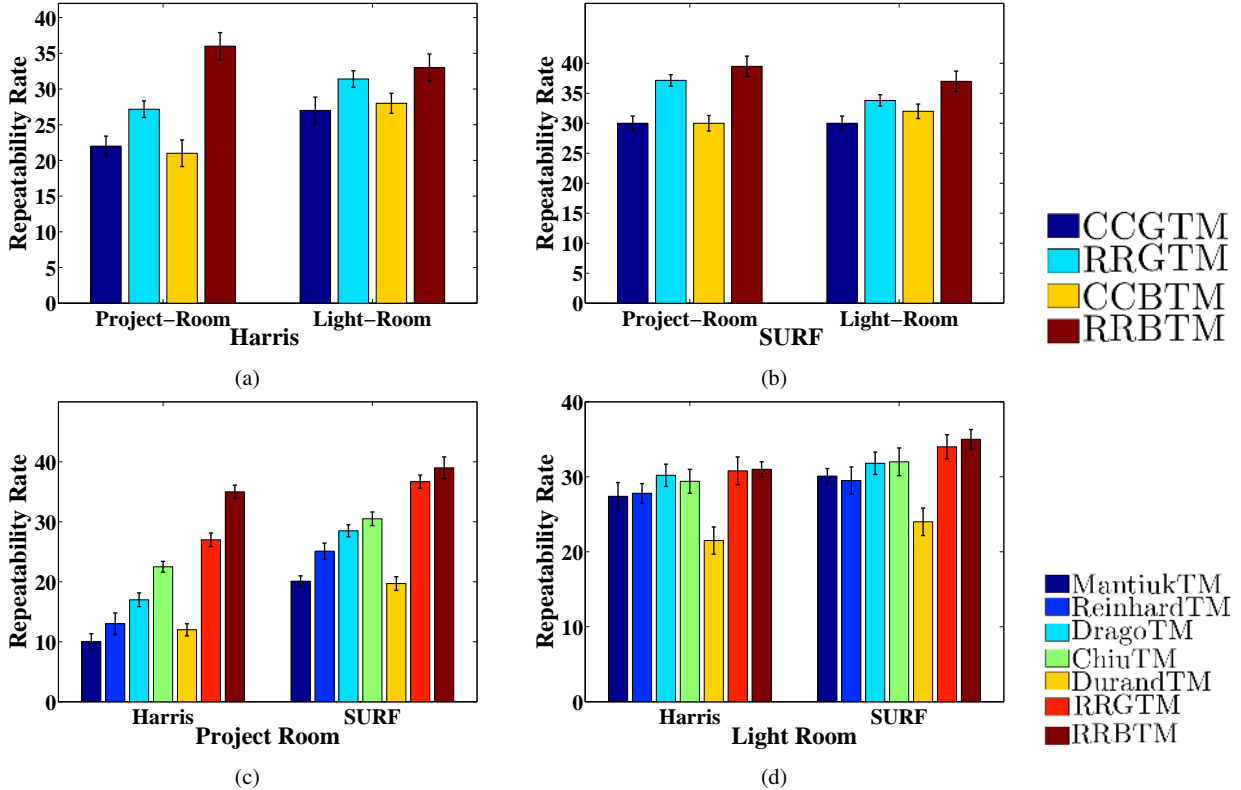 40
35
30
25
20
15
10
5
0
Repeatability Rate
Project–Room Light–Room
Harris
(a)
40
35
30
25
20
15
10
5
0
Repeatability Rate
Project–Room Light–Room
SURF
(b)
CCGTM
RRGTM
CCBTM
RRBTM
40
30
20
10
0
Repeatability Rate
Harris SURF
Project Room
(c)
40
30
20
10
0
Repeatability Rate
Harris SURF
Light Room
(d)
MantiukTM
ReinhardTM
DragoTM
ChiuTM
DurandTM
RRGTM
RRBTM